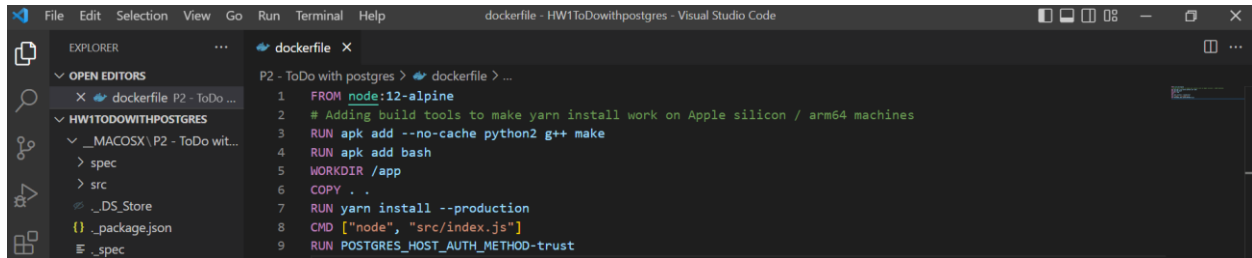 File Edit Selection View Go Run Terminal Help dockerfile - HW1ToDowithpostgres - Visual Studio Code
EXPLORER ... dockerfile X
OPEN EDITORS
X dockerfile P2 - ToDo ...
HW1TODOWITHPOSTGRES
__MACOSX\P2 - ToDo wit...
> spec
> src
._.DS_Store
{} ._package.json
._spec
P2 - ToDo with postgres > dockerfile > ...
1 FROM node:12-alpine
2 # Adding build tools to make yarn install work on Apple silicon / arm64 machines
3 RUN apk add --no-cache python2 g++ make
4 RUN apk add bash
5 WORKDIR /app
6 COPY . .
7 RUN yarn install --production
8 CMD ["node", "src/index.js"]
9 RUN POSTGRES_HOST_AUTH_METHOD-trust